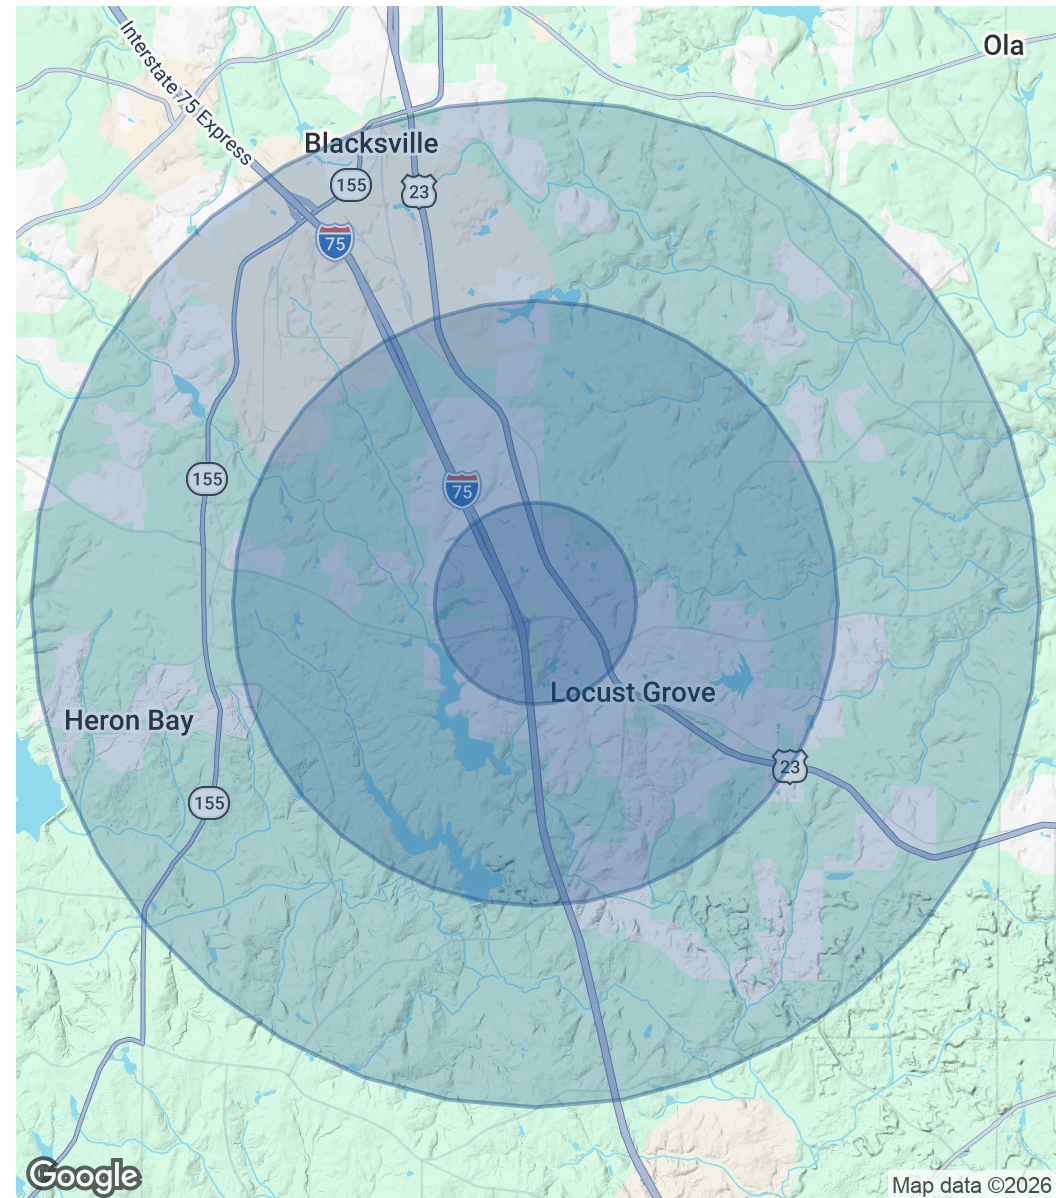 Ola
Interstate 75 Express
Blacksville
155
23
75
155
75
Locust Grove
Heron Bay
23
155
Google
Map data ©2026